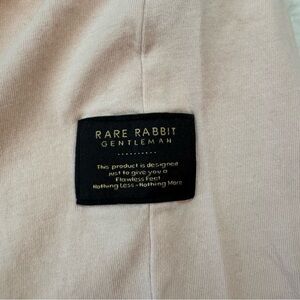 RARE RABBIT
GENTLEMAN
This product is designed
just to give you a
Flawless Feel
Nothing Less-Nothing More